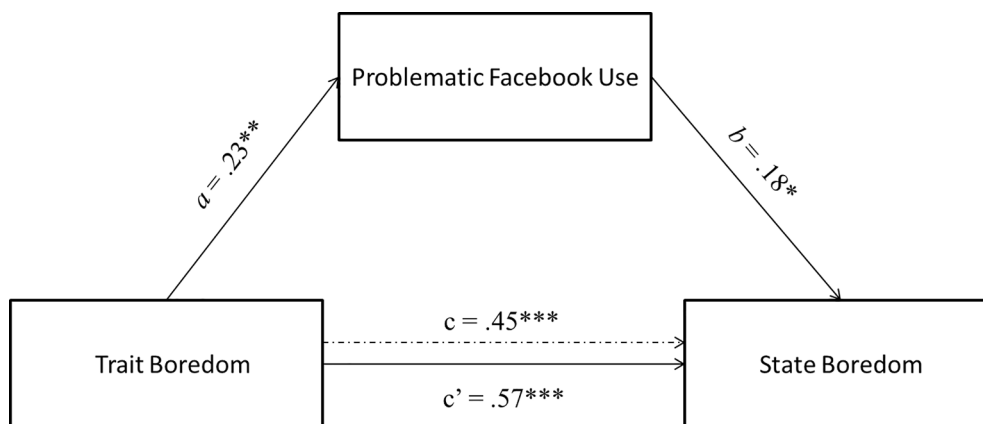 Problematic Facebook Use
a = .23**
b = .18*
c = .45***
Trait Boredom
State Boredom
c’ = .57***